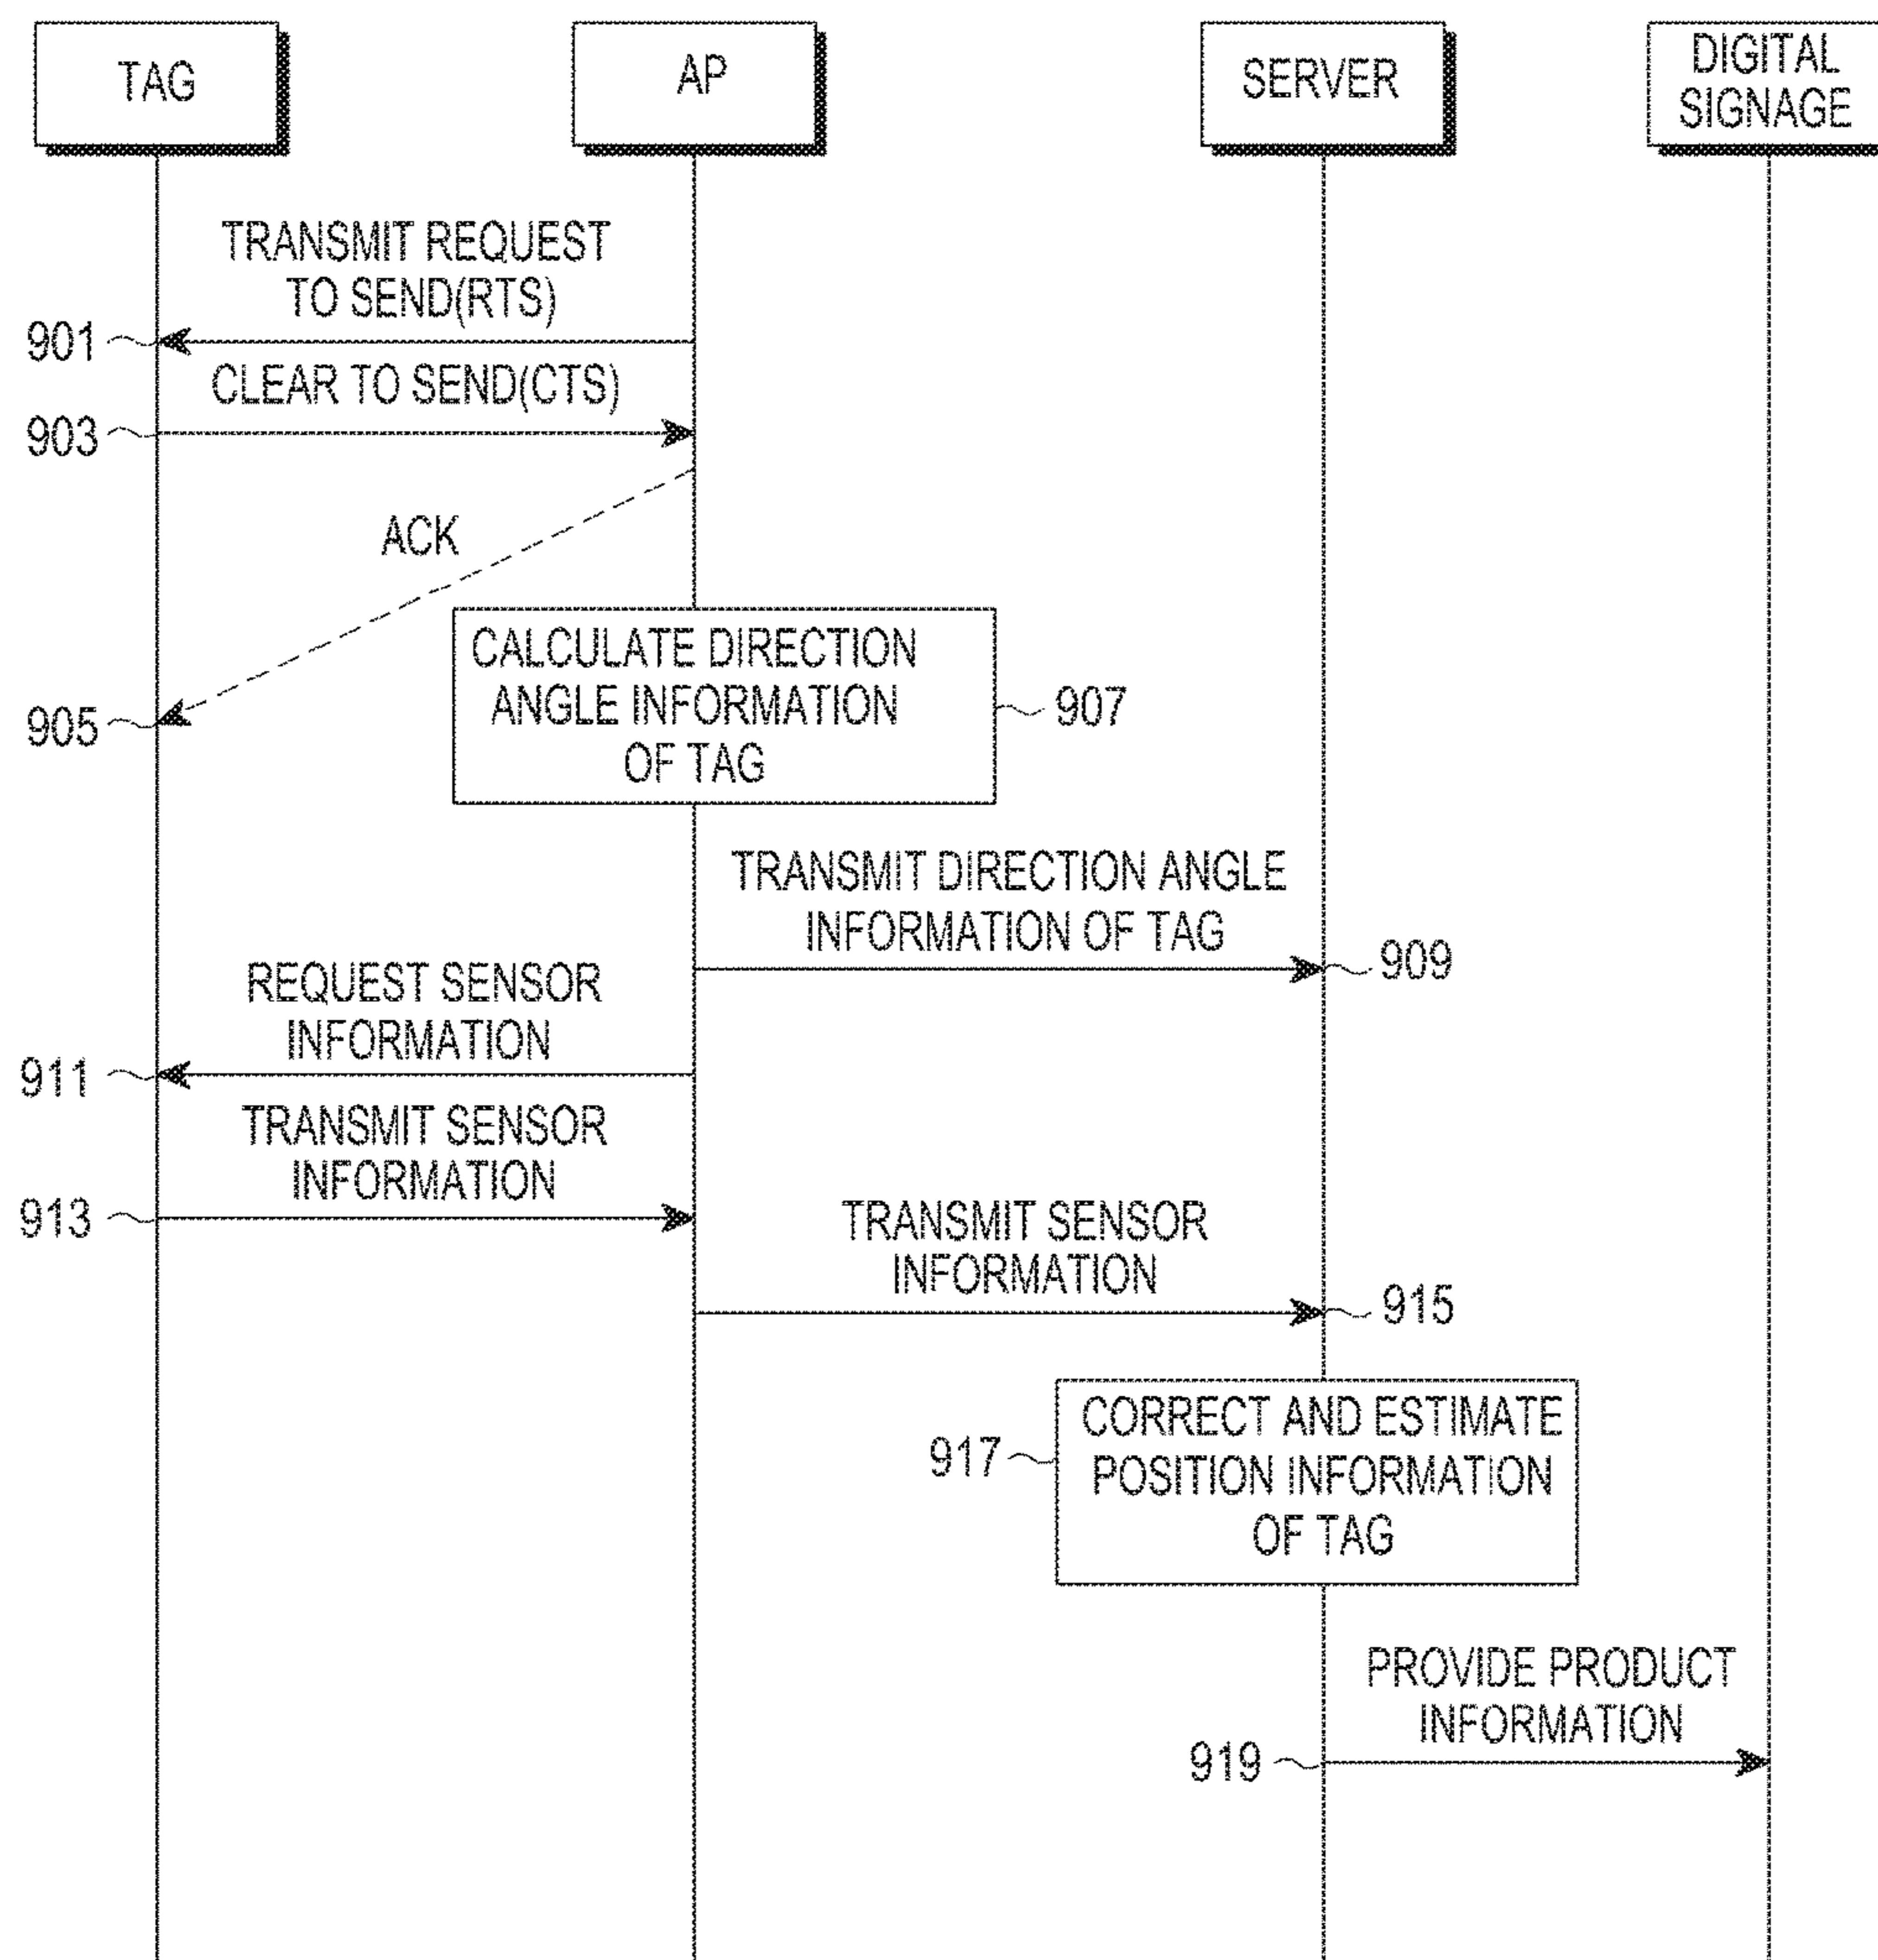 TAG
AP
SERVER
DIGITAL
SIGNAGE
TRANSMIT REQUEST
TO SEND(RTS)
901
CLEAR TO SEND(CTS)
903
ACK
905
CALCULATE DIRECTION
ANGLE INFORMATION
OF TAG
907
TRANSMIT DIRECTION ANGLE
INFORMATION OF TAG
909
REQUEST SENSOR
INFORMATION
911
TRANSMIT SENSOR
INFORMATION
913
TRANSMIT SENSOR
INFORMATION
915
CORRECT AND ESTIMATE
POSITION INFORMATION
OF TAG
917
PROVIDE PRODUCT
INFORMATION
919